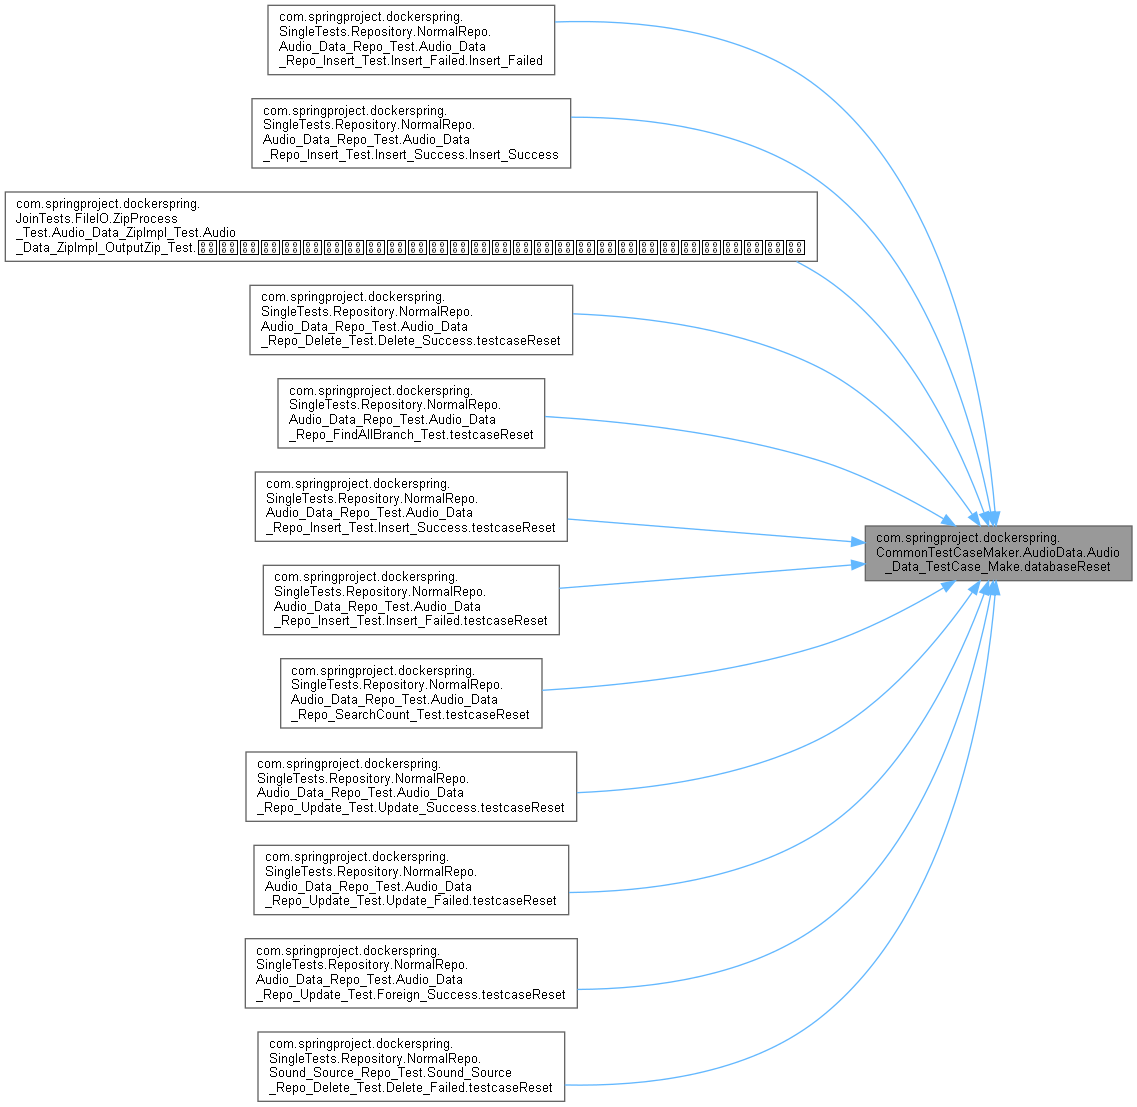 com.springproject.dockerspring.
SingleTests.Repository.NormalRepo.
Audio_Data_Repo_Test.Audio_Data
_Repo_Insert_Test.Insert_Failed.Insert_Failed
com.springproject.dockerspring.
SingleTests.Repository.NormalRepo.
Audio_Data_Repo_Test.Audio_Data
_Repo_Insert_Test.Insert_Success.Insert_Success
com.springproject.dockerspring.
JoinTests.FileIO.ZipProcess
_Test.Audio_Data_ZipImpl_Test.Audio
_Data_ZipImpl_OutputZip_Test.
com.springproject.dockerspring.
SingleTests.Repository.NormalRepo.
Audio_Data_Repo_Test.Audio_Data
_Repo_Delete_Test.Delete_Success.testcaseReset
com.springproject.dockerspring.
SingleTests.Repository.NormalRepo.
Audio_Data_Repo_Test.Audio_Data
_Repo_FindAllBranch_Test.testcaseReset
com.springproject.dockerspring.
SingleTests.Repository.NormalRepo.
Audio_Data_Repo_Test.Audio_Data
_Repo_Insert_Test.Insert_Success.testcaseReset
com.springproject.dockerspring.
CommonTestCaseMaker.AudioData.Audio
_Data_TestCase_Make.databaseReset
com.springproject.dockerspring.
SingleTests.Repository.NormalRepo.
Audio_Data_Repo_Test.Audio_Data
_Repo_Insert_Test.Insert_Failed.testcaseReset
com.springproject.dockerspring.
SingleTests.Repository.NormalRepo.
Audio_Data_Repo_Test.Audio_Data
_Repo_SearchCount_Test.testcaseReset
com.springproject.dockerspring.
SingleTests.Repository.NormalRepo.
Audio_Data_Repo_Test.Audio_Data
_Repo_Update_Test.Update_Success.testcaseReset
com.springproject.dockerspring.
SingleTests.Repository.NormalRepo.
Audio_Data_Repo_Test.Audio_Data
_Repo_Update_Test.Update_Failed.testcaseReset
com.springproject.dockerspring.
SingleTests.Repository.NormalRepo.
Audio_Data_Repo_Test.Audio_Data
_Repo_Update_Test.Foreign_Success.testcaseReset
com.springproject.dockerspring.
SingleTests.Repository.NormalRepo.
Sound_Source_Repo_Test.Sound_Source
_Repo_Delete_Test.Delete_Failed.testcaseReset